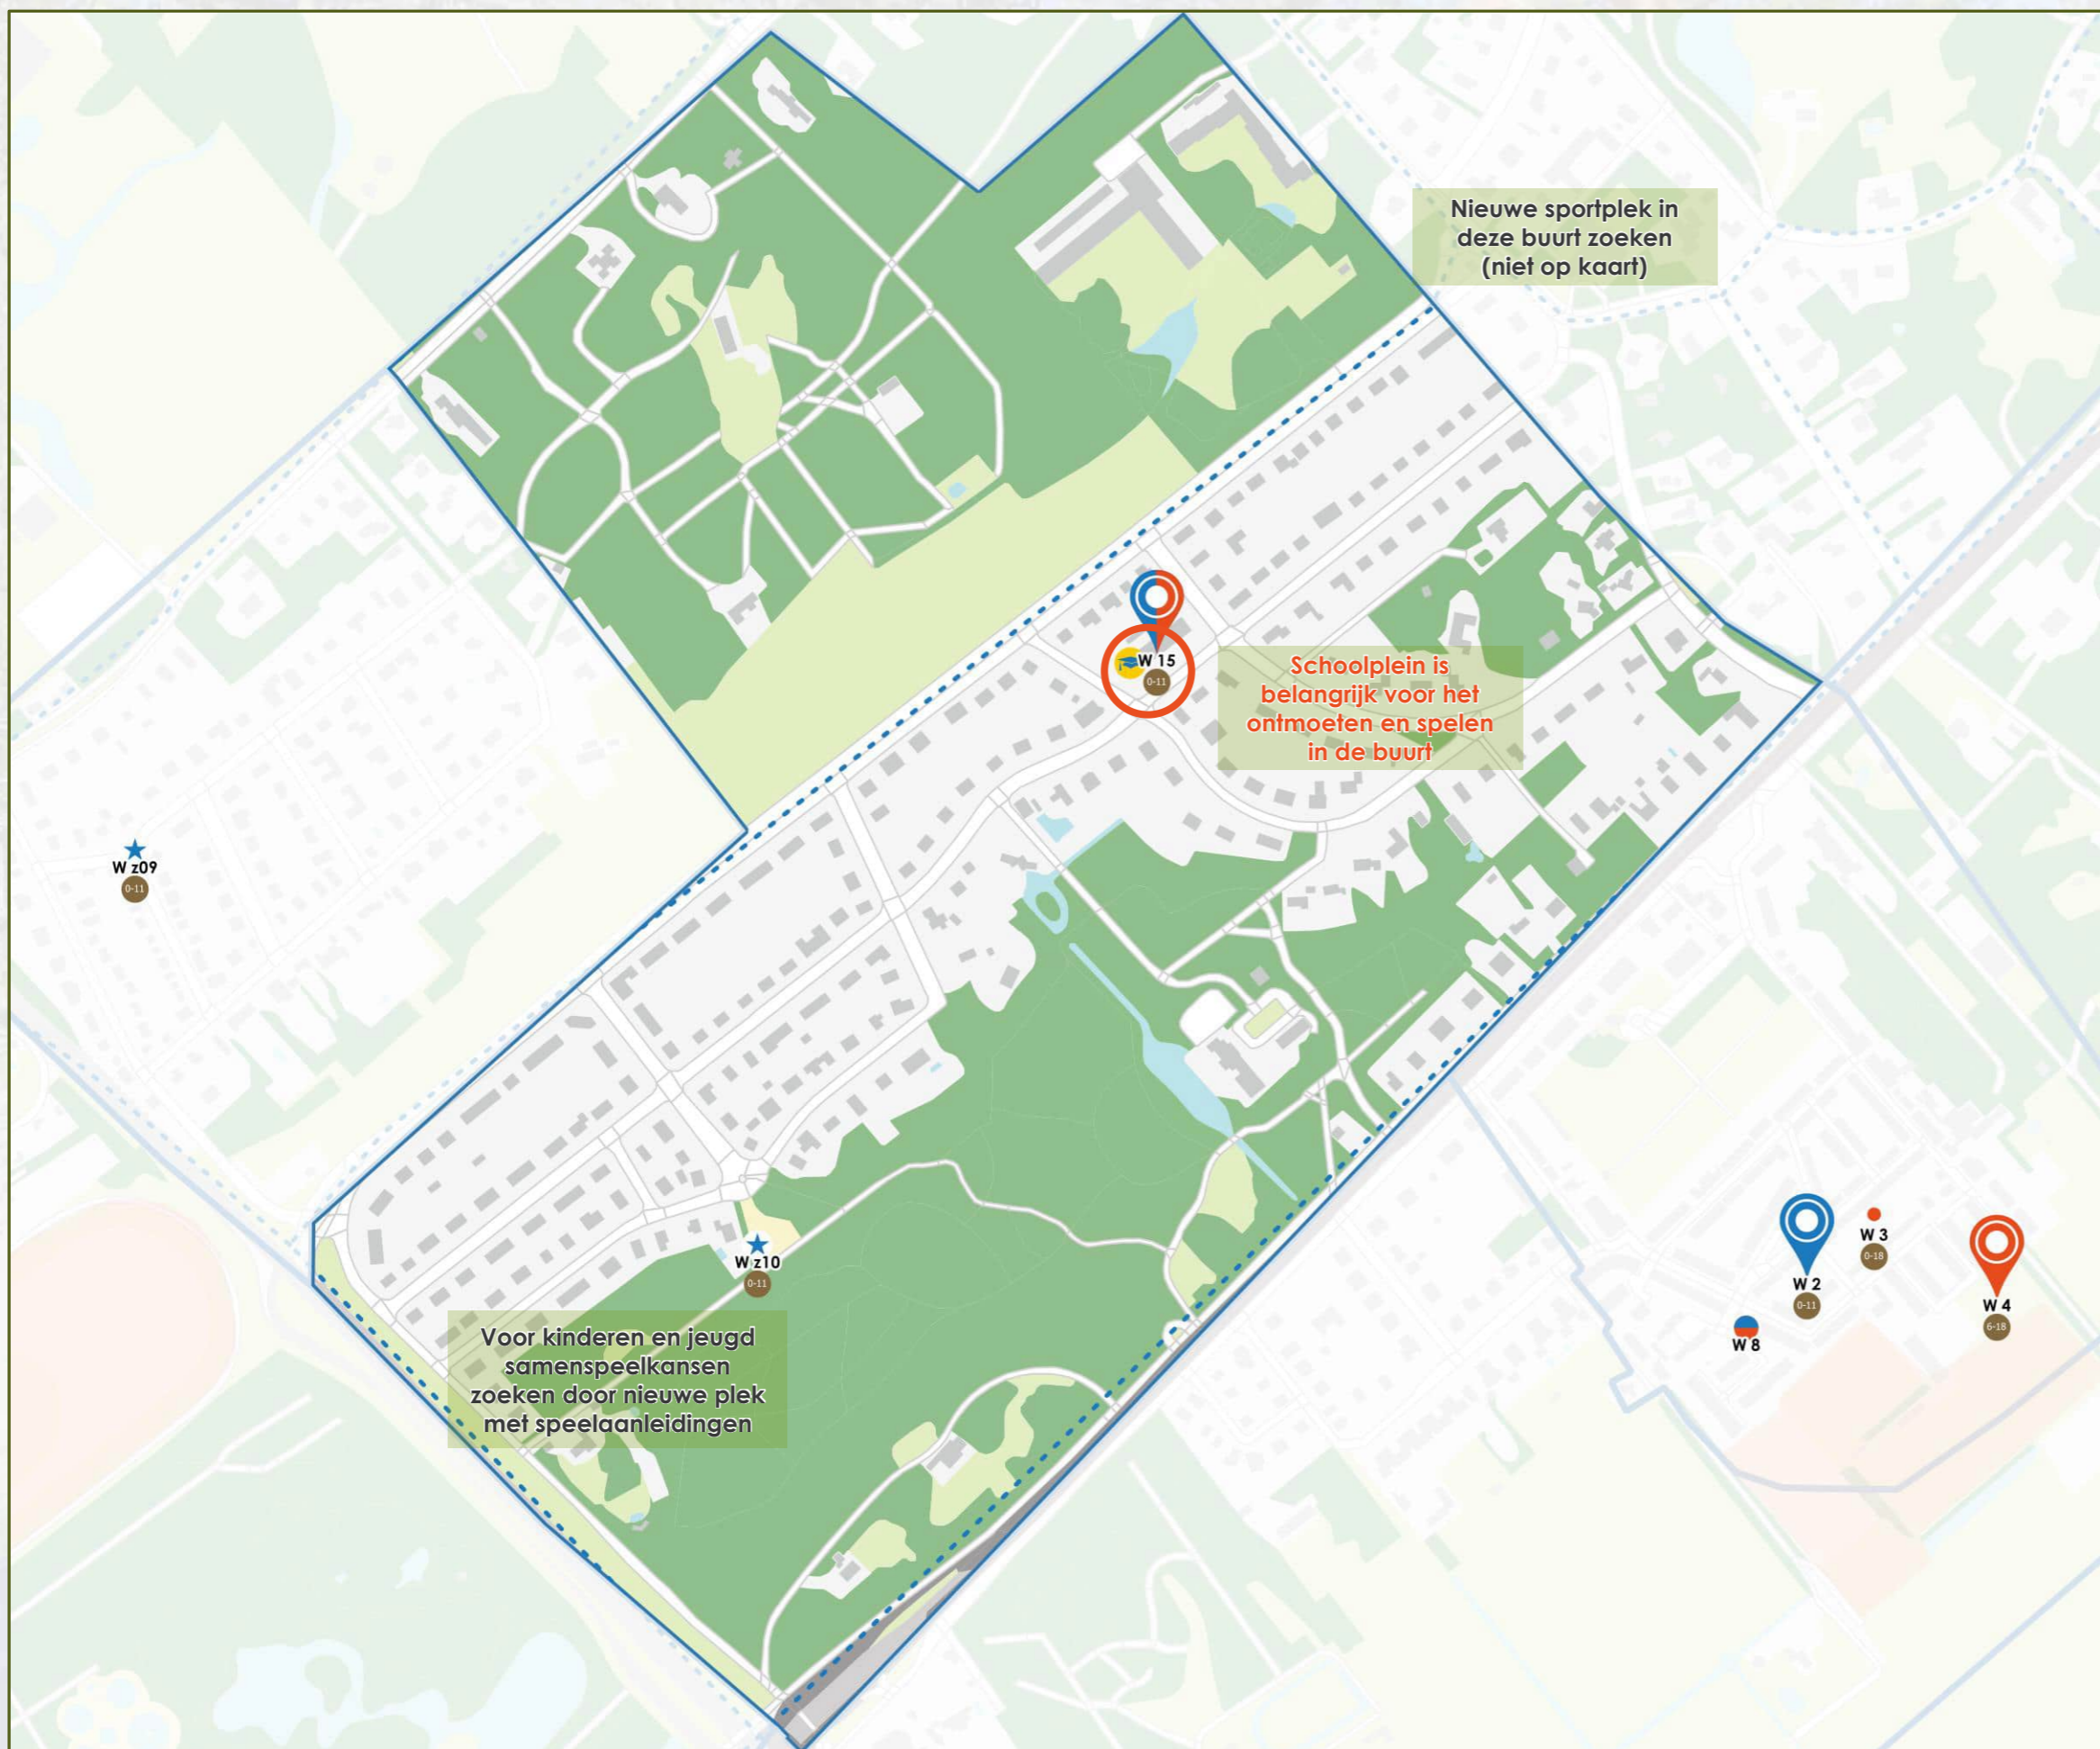 Nieuwe sportplek in
deze buurt zoeken
(niet op kaart)
W 15
0-11
Schoolplein is
belangrijk voor het
ontmoeten en spelen
in de buurt
W z09
0-11
W z10
0-11
Voor kinderen en jeugd
samenspeelkansen
zoeken door nieuwe plek
met speelaanleidingen
W 3
0-18
W 2
0-11
W 4
6-18
W 8